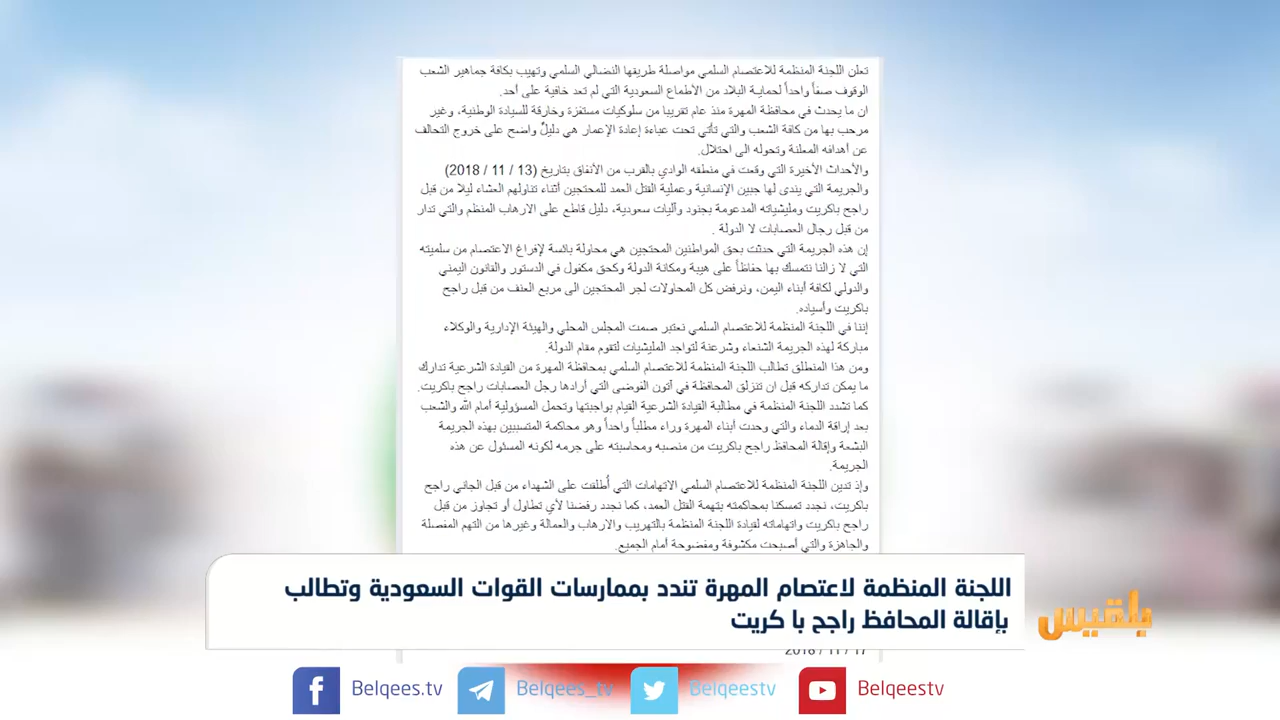 تعلن اللجنة المنظمة للاعتصام السلمي مواصلة طريقها النضالي السلمي وتهيب بكافة جماهير الشعب
الوقوف صفاً واحداً لحماية البلاد من الأطماع السعودية التي لم تعد خافية على أحد.
ان ما يحدث في محافظة المهرة منذ عام تقريبا من سلوكيات مستفزة وخارقة للسيادة الوطنية، وغير
مرحب بها من كافة الشعب والتي تأتي تحت عباءة إعادة الإعمار هي دليلٌ واضح على خروج التحالف
عن أهدافه المعلنة وتحوله الى احتلال.
والأحداث الأخيرة التي وقعت في منطقه الوادي بالقرب من الأنفاق بتاريخ (13 / 11 / 2018)
والجريمة التي يندى لها جبين الإنسانية وعملية القتل العمد للمحتجين أثناء تناولهم العشاء ليلا من قبل
راجح باكريت ومليشياته المدعومة بجنود وآليات سعودية، دليل قاطع على الارهاب المنظم والتي تدار
من قبل رجال العصابات لا الدولة .
إن هذه الجريمة التي حدثت بحق المواطنين المحتجين هي محاولة بائسة لإفراغ الاعتصام من سلميته
التي لا زالنا نتمسك بها حفاظاً على هيبة ومكانة الدولة وكحق مكفول في الدستور والقانون اليمني
والدولي لكافة أبناء اليمن، ونرفض كل المحاولات لجر المحتجين الى مربع العنف من قبل راجح
باكريت وأسياده.
إننا في اللجنة المنظمة للاعتصام السلمي نعتبر صمت المجلس المحلي والهيئة الإدارية والوكلاء
مباركة لهذه الجريمة الشنعاء وشرعنة لتواجد المليشيات لتقوم مقام الدولة.
ومن هذا المنطلق تطالب اللجنة المنظمة للاعتصام السلمي بمحافظة المهرة من القيادة الشرعية تدارك
ما يمكن تداركه قبل ان تنزلق المحافظة في أتون الفوضى التي أرادها رجل العصابات راجح باكريت.
كما تشدد اللجنة المنظمة في مطالبة القيادة الشرعية القيام بواجبتها وتحمل المسؤولية أمام الله والشعب
بعد إراقة الدماء والتي وحدت أبناء المهرة وراء مطلباً واحداً وهو محاكمة المتسببين بهذه الجريمة
البشعة وإقالة المحافظ راجح باكريت من منصبه ومحاسبته على جرمه لكونه المسئول عن هذه
الجريمة.
وإذ تدين اللجنة المنظمة للاعتصام السلمي الاتهامات التي أُطلقت على الشهداء من قبل الجاني راجح
باكريت، نجدد تمسكنا بمحاكمته بتهمة القتل العمد، كما نجدد رفضنا لأي تطاول أو تجاوز من قبل
راجح باكريت واتهاماته لقيادة اللجنة المنظمة بالتهريب والارهاب والعمالة وغيرها من التهم المفصلة
والجاهزة والتي أصبحت مكشوفة ومفضوحة أمام الجميع.
اللجنة المنظمة لاعتصام المهرة تندد بممارسات القوات السعودية وتطالب
بإقالة المحافظ راجح با كريت
بلقيس
17 / 11 / 2018
Belqees.tv
Belqees_tv
Belqeestv
Belqeestv